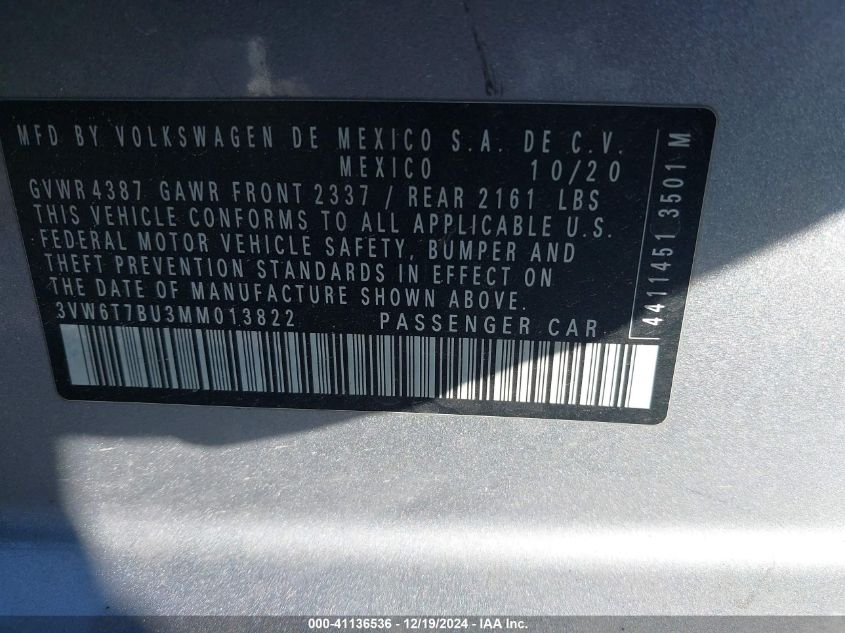 MFD BY VOLKSWAGEN DE MEXICO S.A. DE C.V.
MEXICO 10/20
GVWR 4387 GAWR FRONT 2337 / REAR 2161 LBS
THIS VEHICLE CONFORMS TO ALL APPLICABLE U.S.
FEDERAL MOTOR VEHICLE SAFETY, BUMPER AND
THEFT PREVENTION STANDARDS IN EFFECT ON
THE DATE OF MANUFACTURE SHOWN ABOVE.
3VW6T7BU3MM013822 PASSENGER CAR
4411451 3501 M
000-41136536 - 12/19/2024 - IAA Inc.